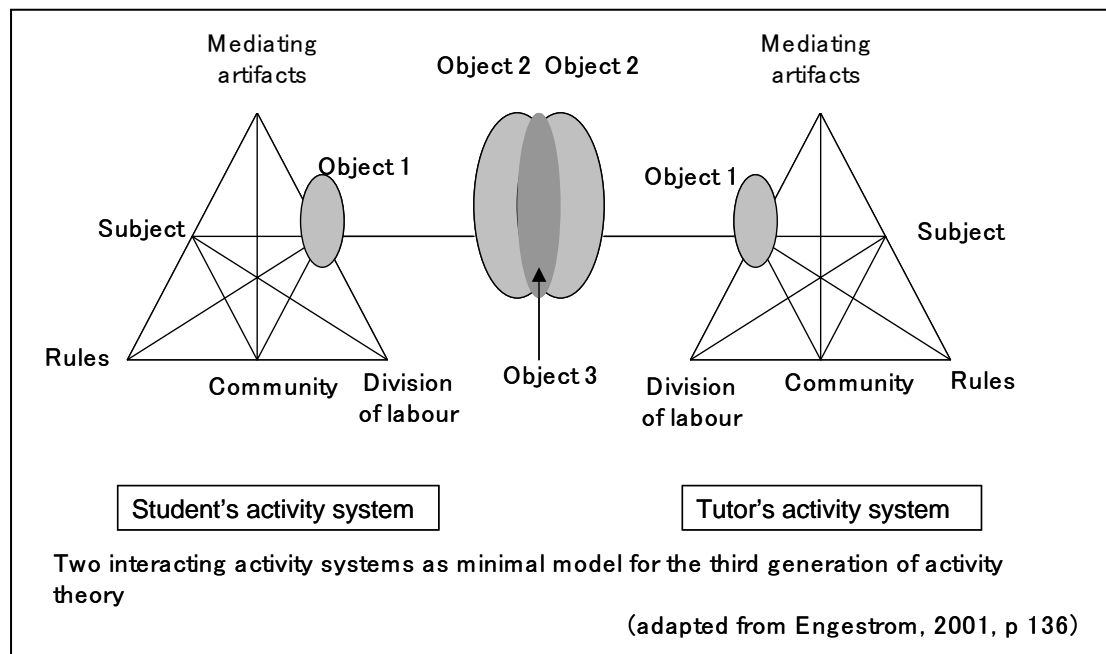 Mediating
artifacts
Object 2 Object 2
Mediating
artifacts
Object 1
Object 1
Subject
Subject
Rules
Community
Division
of labour
Object 3
Division
of labour
Community
Rules
Student's activity system
Tutor's activity system
Two interacting activity systems as minimal model for the third generation of activity
theory
(adapted from Engestrom, 2001, p 136)